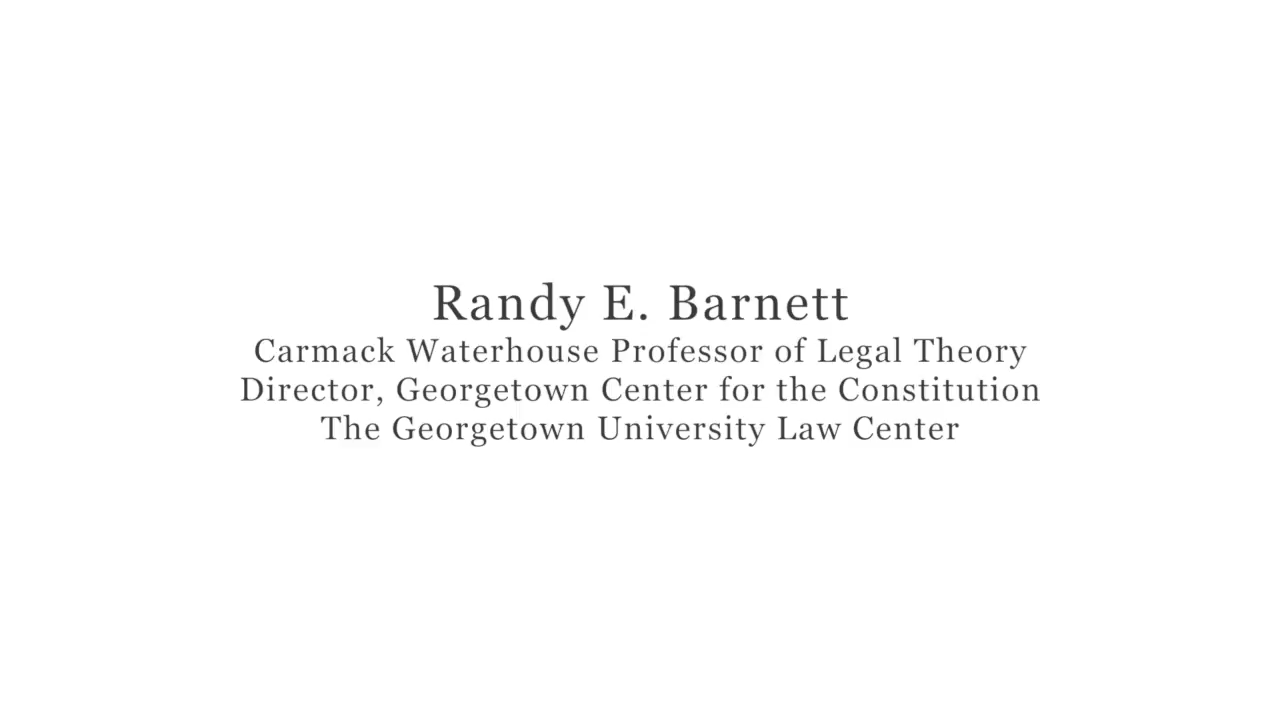 Randy E. Barnett
Carmack Waterhouse Professor of Legal Theory
Director, Georgetown Center for the Constitution
The Georgetown University Law Center